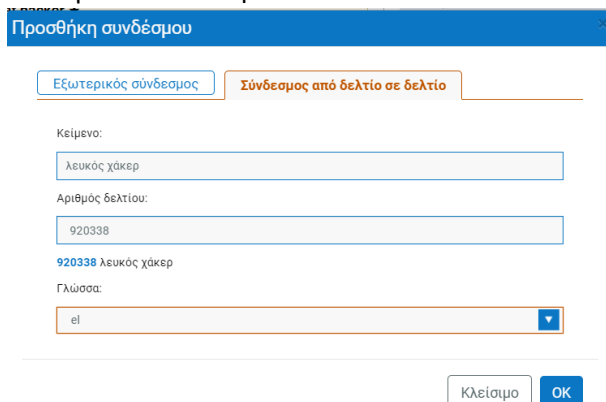 Προσθήκη συνδέσμου
Εξωτερικός σύνδεσμος
Σύνδεσμος από δελτίο σε δελτίο
Κείμενο:
λευκός χάκερ
Αριθμός δελτίου:
920338
920338 λευκός χάκερ
Γλώσσα:
el
Κλείσιμο
OK